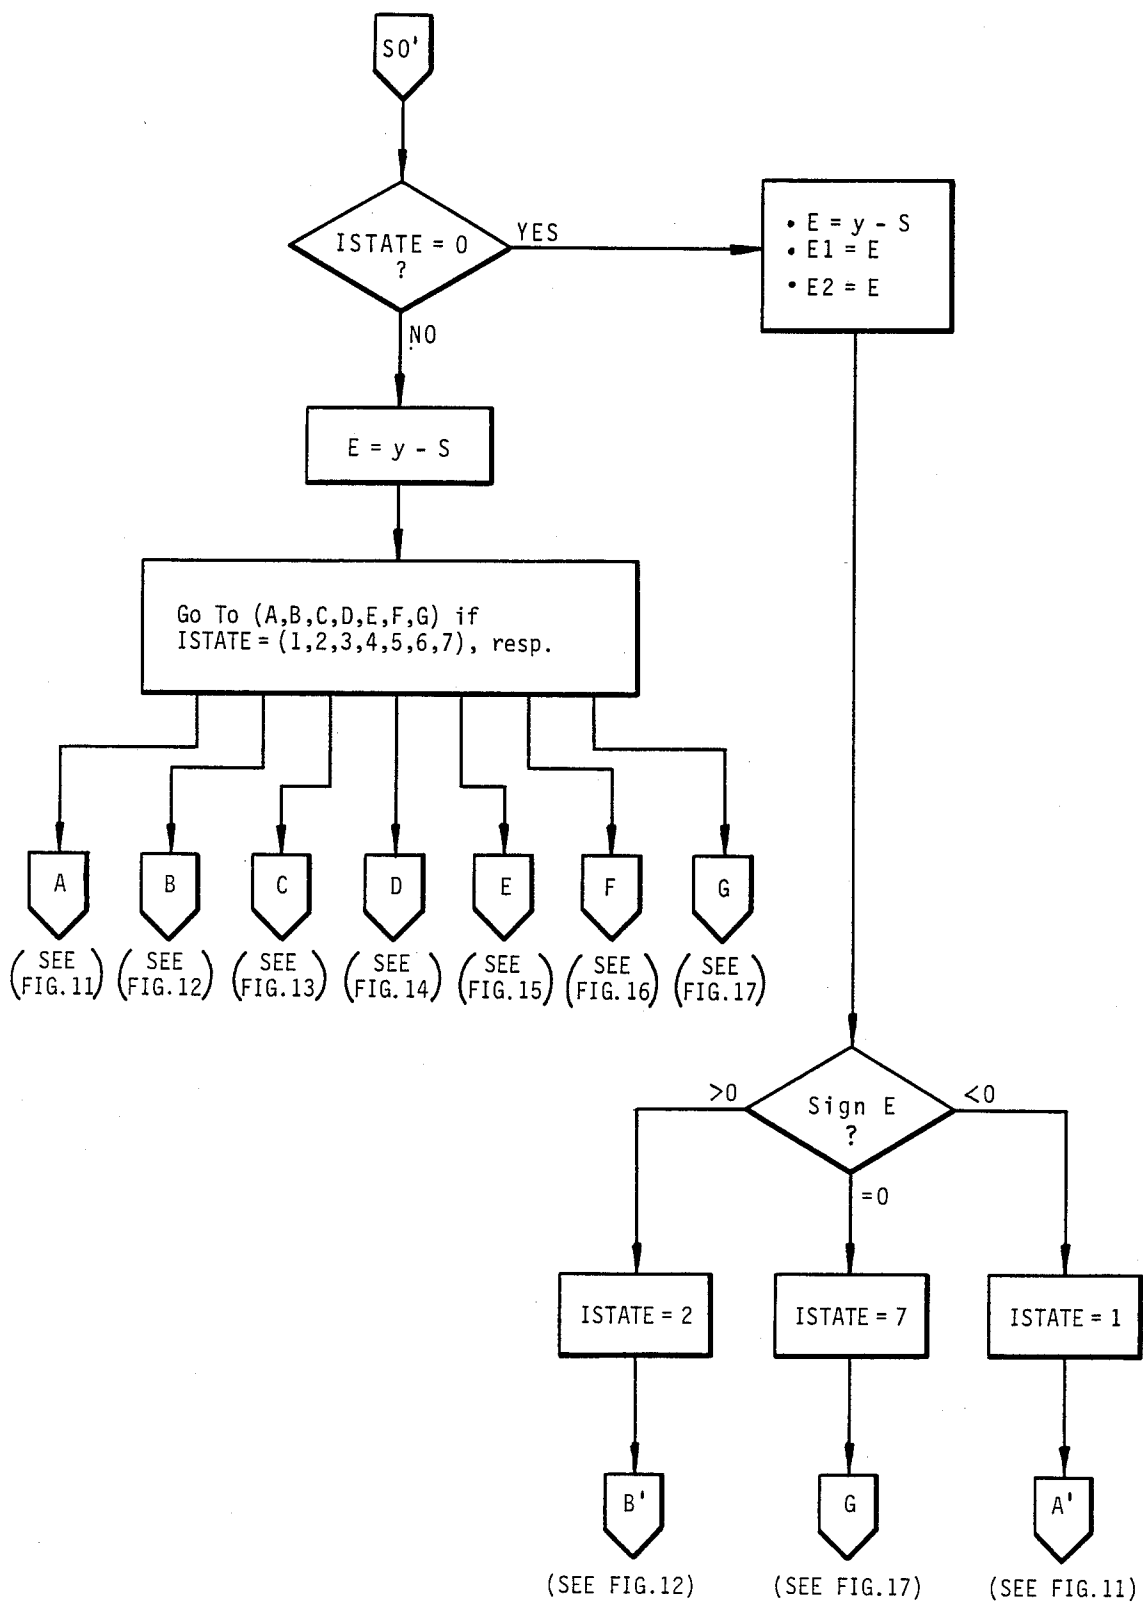 SO'
ISTATE = 0
?
YES
NO
• E = y - S
• E1 = E
• E2 = E
E = y - S
Go To (A,B,C,D,E,F,G) if
ISTATE = (1,2,3,4,5,6,7), resp.
A
B
C
D
E
F
G
(SEE FIG.11)
(SEE FIG.12)
(SEE FIG.13)
(SEE FIG.14)
(SEE FIG.15)
(SEE FIG.16)
(SEE FIG.17)
Sign E
?
>0
=0
<0
ISTATE = 2
ISTATE = 7
ISTATE = 1
B'
G
A'
(SEE FIG.12)
(SEE FIG.17)
(SEE FIG.11)